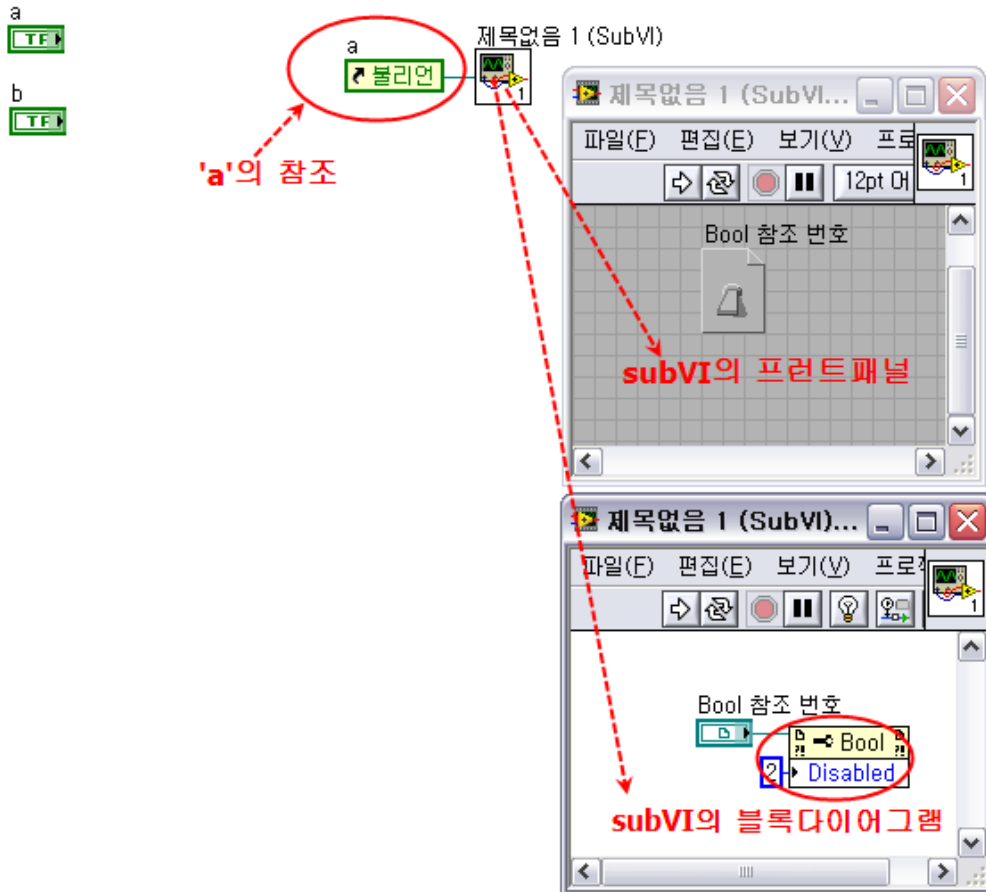 a
TF
b
TF
a
불리언
제목없음 1 (SubVI)
1
'a'의 참조
제목없음 1 (SubVI...
파일(F) 편집(E) 보기(V) 프로
12pt 어
1
Bool 참조 번호
subVI의 프런트패널
제목없음 1 (SubVI)...
파일(F) 편집(E) 보기(V) 프로젝
1
Bool 참조 번호
Bool
2
Disabled
subVI의 블록다이어그램